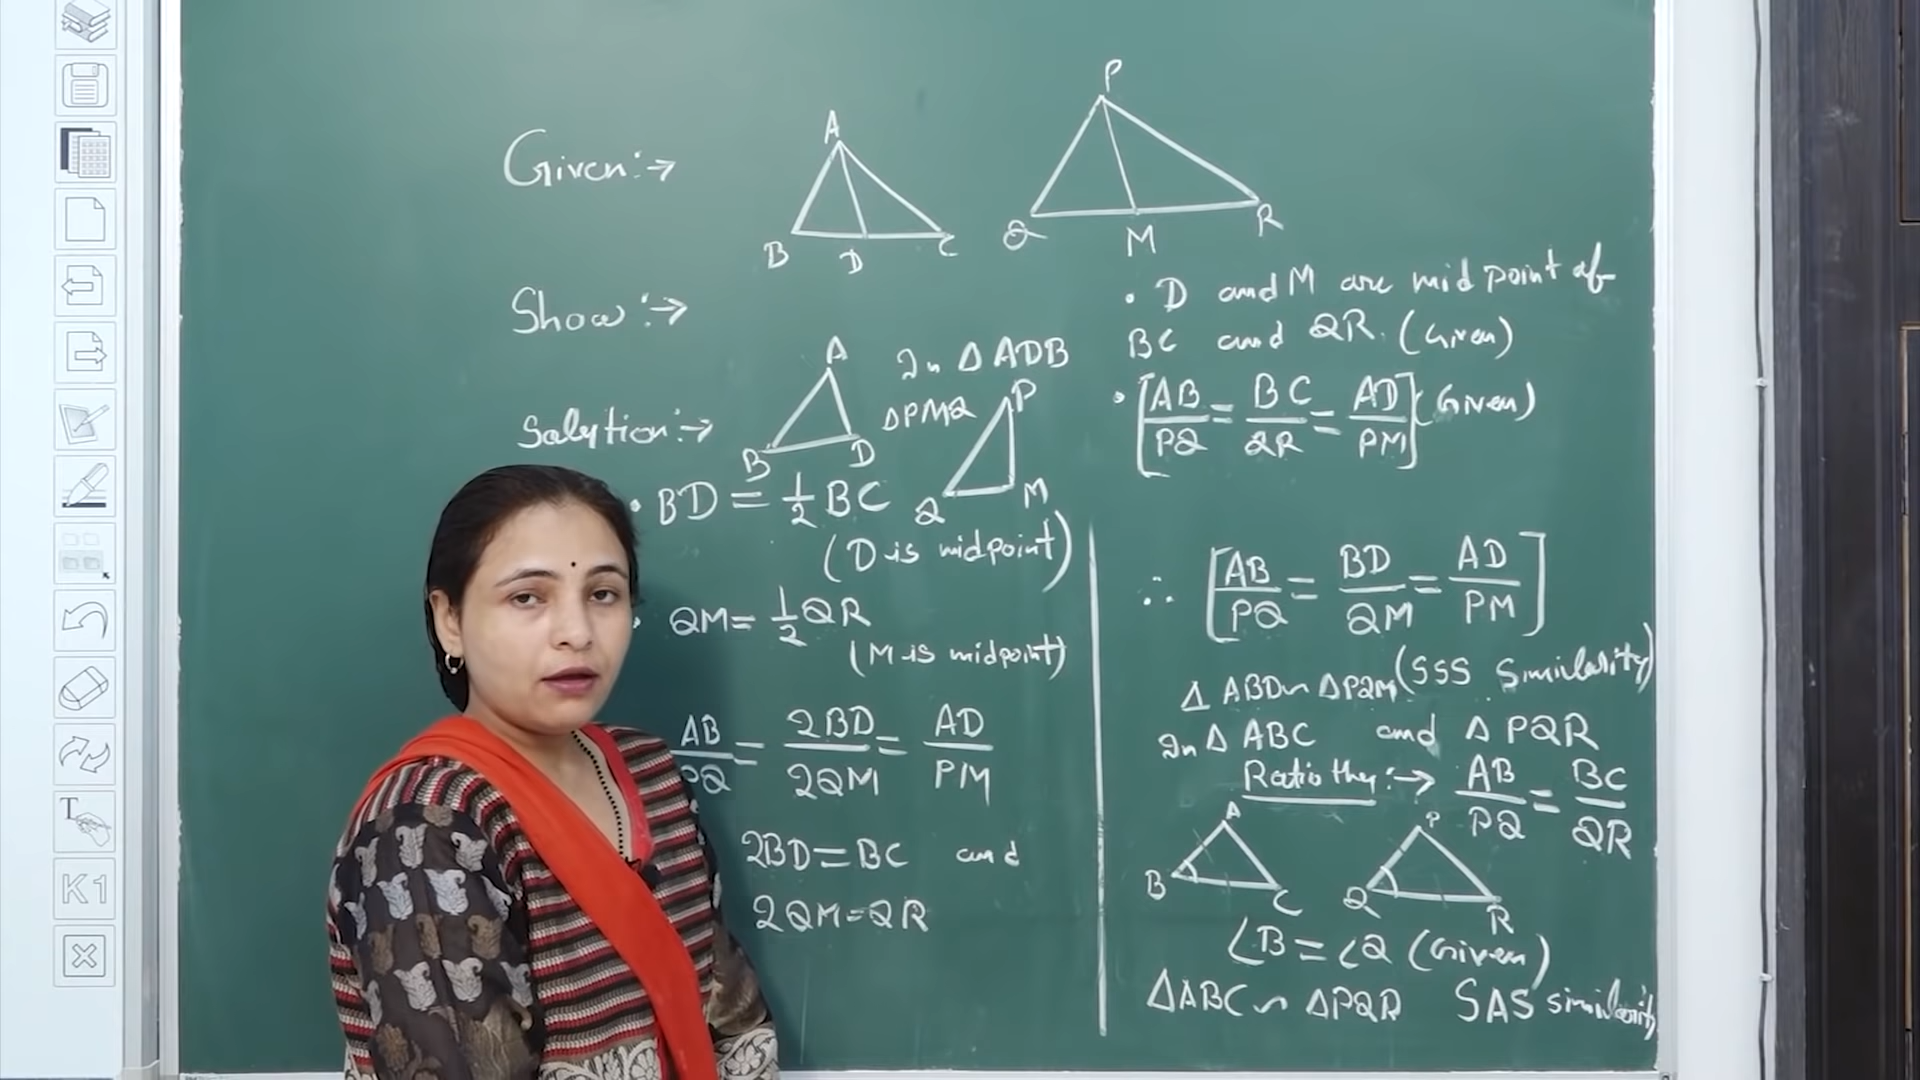 Given:→
A
B D C
P
Q M R
Show:→
Salytion:→
A
B D
In Δ ADB
ΔPMQ
P
Q M
• BD = 1/2 BC
(D is midpoint)
• QM = 1/2 QR
(M is midpoint)
AB/PQ = 2BD/2QM = AD/PM
2BD = BC and
2QM = QR
• D and M are mid point of
BC and QR. (Given)
• [AB/PQ = BC/QR = AD/PM] (Given)
∴ [AB/PQ = BD/QM = AD/PM]
Δ ABD ~ ΔPQM (SSS Similarity)
In Δ ABC and Δ PQR
Ratio they:→ AB/PQ = BC/QR
A
B C
P
Q R
∠B = ∠Q (Given)
ΔABC ~ ΔPQR SAS similarity
T
K1